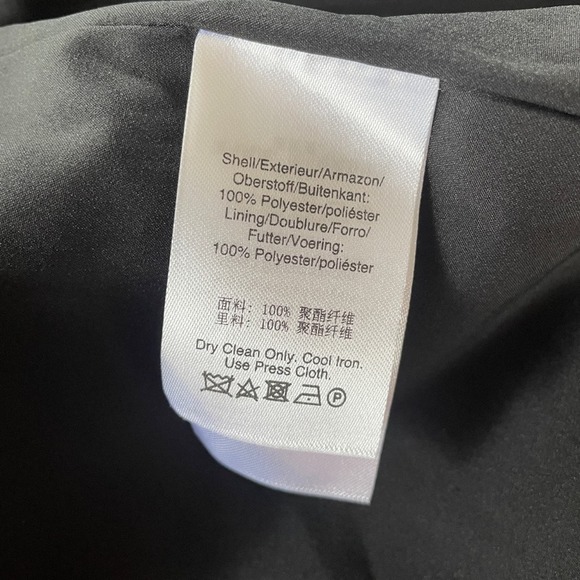 Shell/Exterieur/Armazon/
Oberstoff/Buitenkant:
100% Polyester/poliéster
Lining/Doublure/Forro/
Futter/Voering:
100% Polyester/poliéster
面料: 100% 聚酯纤维
里料: 100% 聚酯纤维
Dry Clean Only. Cool Iron.
Use Press Cloth.
P